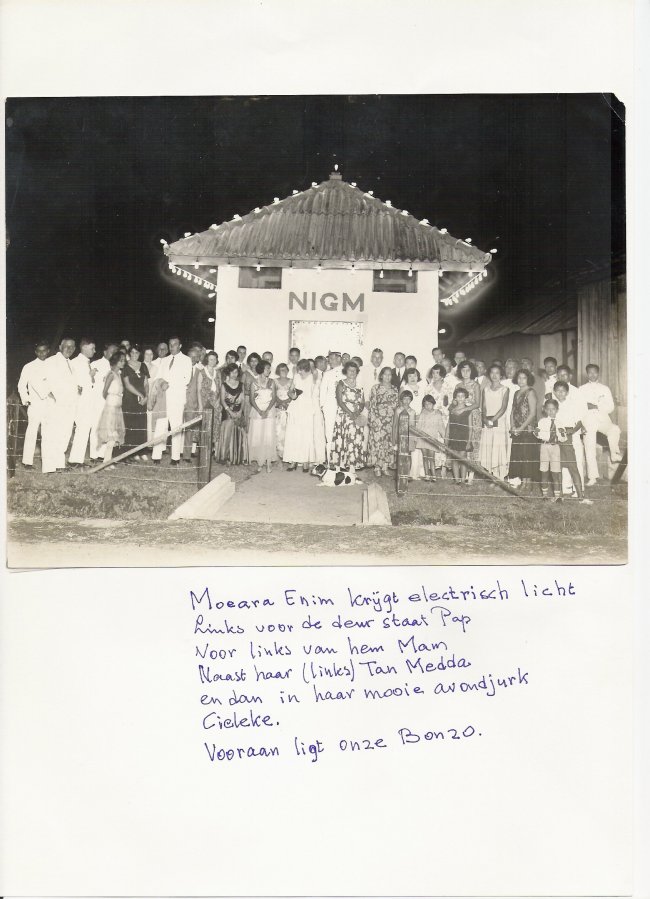 NIGM
Moeara Enim krijgt electrisch licht
Links voor de deur staat Pap
Voor links van hem Mam
Naast haar (links) Tan Medda
en dan in haar mooie avondjurk
Cieleke.
Vooraan ligt onze Bonzo.